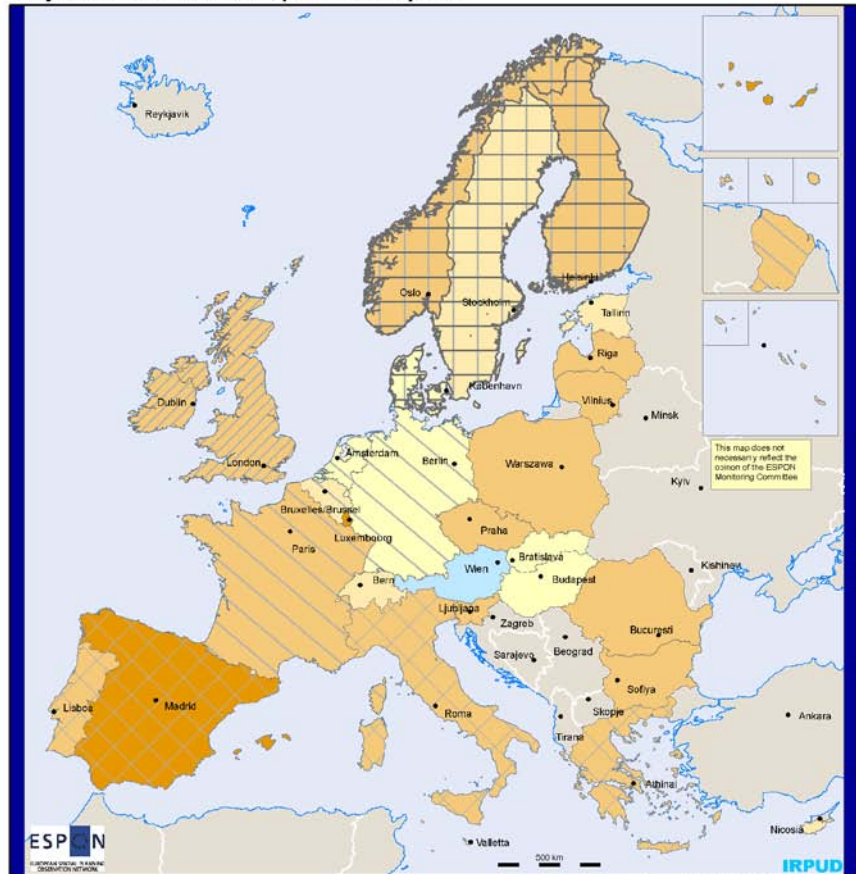 Reykjavik
Oslo
Helsinki
Stockholm
Tallinn
Riga
København
Dublin
Vilnius
Minsk
London
Amsterdam
Berlin
Warszawa
This map does not
necessarily reflect the
opinion of the ESPON
Monitoring Committee
Kyiv
Bruxelles/Brussel
Luxembourg
Praha
Paris
Wien
Bratislava
Kishinev
Bern
Budapest
Ljubljana
Zagreb
Bucuresti
Sarajevo
Beograd
Sofiya
Lisboa
Madrid
Roma
Skopje
Tirana
Ankara
Athinai
Nicosia
Valletta
ESPON
EUROPEAN SPATIAL PLANNING
OBSERVATION NETWORK
500 km
IRPUD